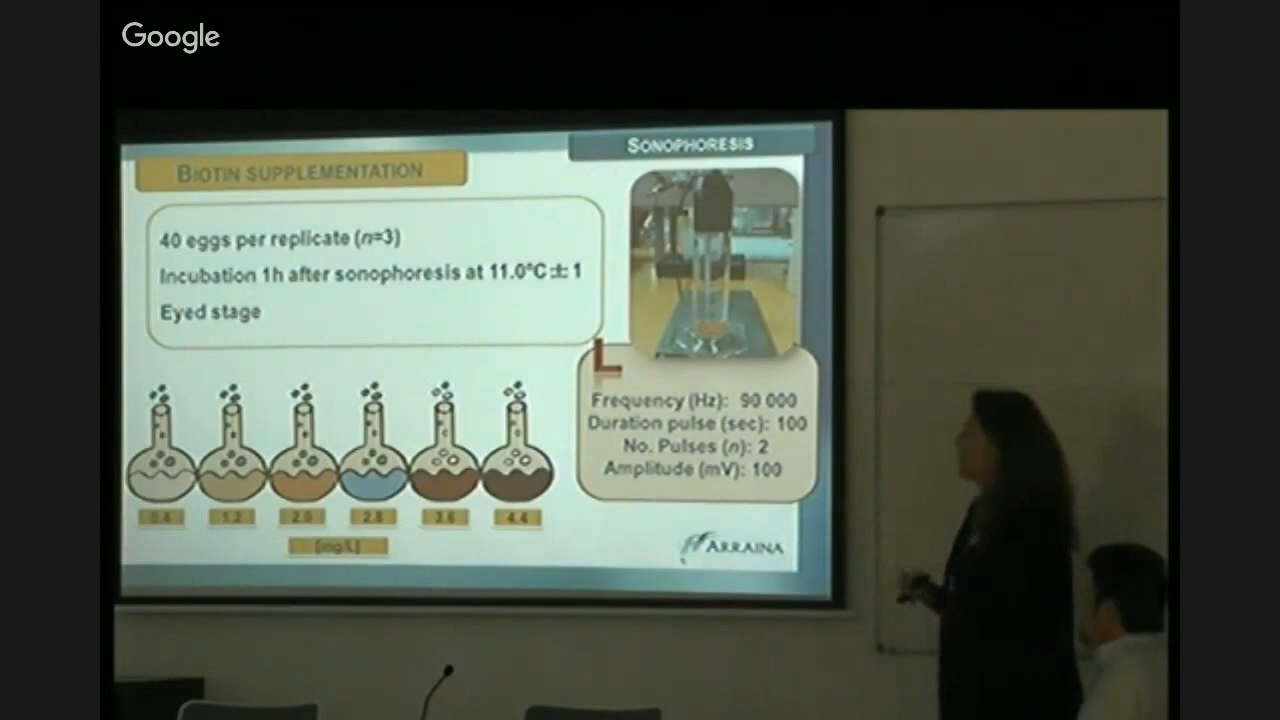 Google
SONOPHORESIS
BIOTIN SUPPLEMENTATION
40 eggs per replicate (n=3)
Incubation 1h after sonophoresis at 11.0°C ± 1
Eyed stage
Frequency (Hz): 90 000
Duration pulse (sec): 100
No. Pulses (n): 2
Amplitude (mV): 100
0.4 1.2 2.0 2.8 3.6 4.4
[mg/L]
ARRAINA